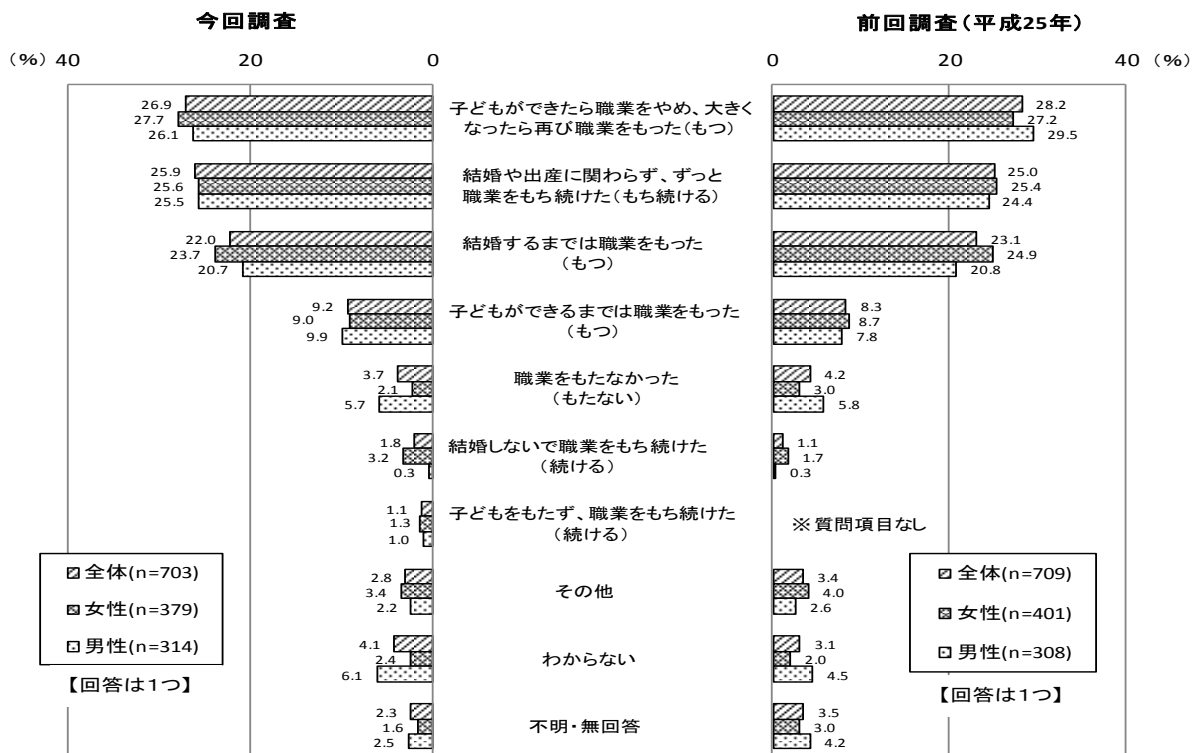 今回調査
前回調査(平成25年)
(%) 40 20 0
0 20 40 (%)
26.9
27.7
26.1
子どもができたら職業をやめ、大きく
なったら再び職業をもった(もつ)
28.2
27.2
29.5
25.9
25.6
25.5
結婚や出産に関わらず、ずっと
職業をもち続けた(もち続ける)
25.0
25.4
24.4
22.0
23.7
20.7
結婚するまでは職業をもった
(もつ)
23.1
24.9
20.8
9.2
9.0
9.9
子どもができるまでは職業をもった
(もつ)
8.3
8.7
7.8
3.7
2.1
5.7
職業をもたなかった
(もたない)
4.2
3.0
5.8
1.8
3.2
0.3
結婚しないで職業をもち続けた
(続ける)
1.1
1.7
0.3
1.1
1.3
1.0
子どもをもたず、職業をもち続けた
(続ける)
※質問項目なし
2.8
3.4
2.2
その他
3.4
4.0
2.6
4.1
2.4
6.1
わからない
3.1
2.0
4.5
2.3
1.6
2.5
不明・無回答
3.5
3.0
4.2
全体(n=703)
女性(n=379)
男性(n=314)
【回答は1つ】
全体(n=709)
女性(n=401)
男性(n=308)
【回答は1つ】